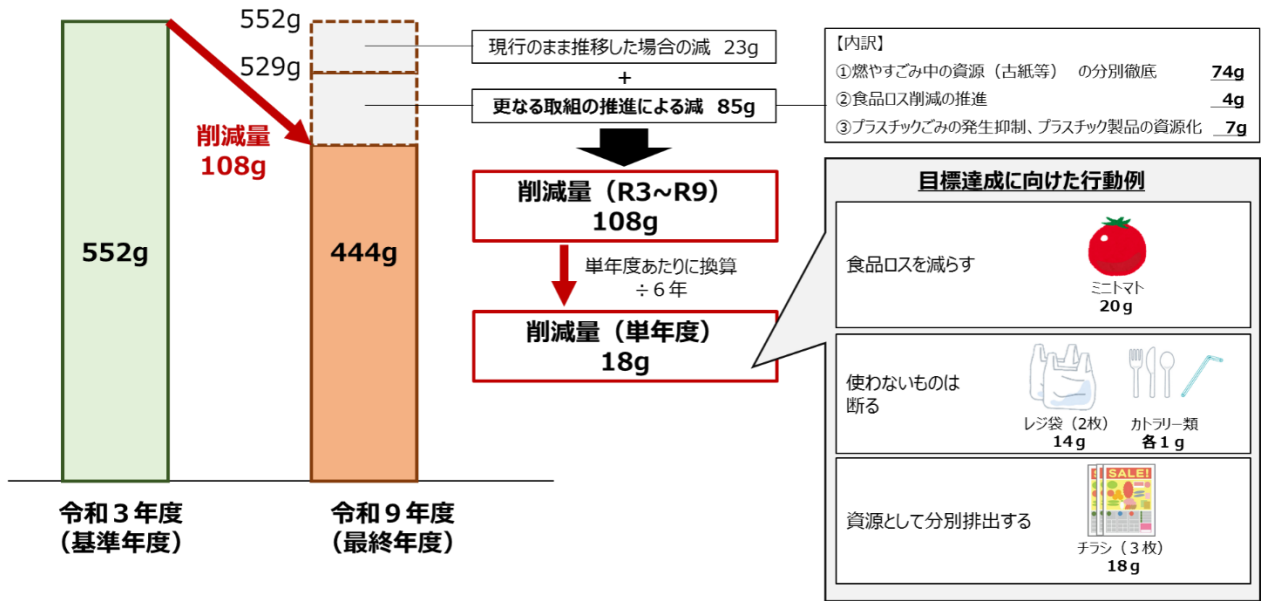 552g
529g
削減量
108g
552g
444g
令和３年度
（基準年度）
令和９年度
（最終年度）
現行のまま推移した場合の減 23g
+
更なる取組の推進による減 85g
【内訳】
①燃やすごみ中の資源（古紙等） の分別徹底 74g
②食品ロス削減の推進 4g
③プラスチックごみの発生抑制、プラスチック製品の資源化 7g
削減量（R3~R9）
108g
単年度あたりに換算
÷６年
削減量（単年度）
18g
目標達成に向けた行動例
食品ロスを減らす
ミニトマト
20ｇ
使わないものは
断る
レジ袋（2枚）
14ｇ
カトラリー類
各１ｇ
資源として分別排出する
SALE!
チラシ（３枚）
18ｇ